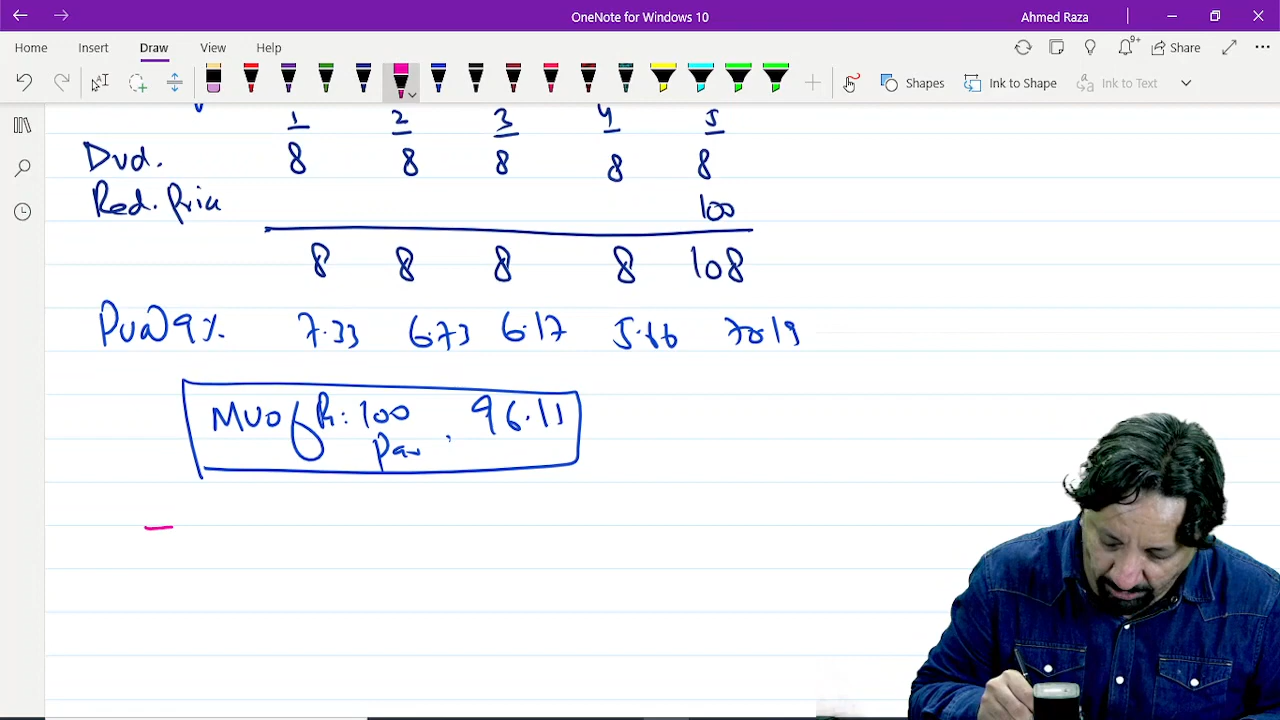 OneNote for Windows 10
Ahmed Raza
Home Insert Draw View Help
9+ Share
Shapes Ink to Shape Ink to Text
1 2 3 4 5
Dvd. 8 8 8 8 8
Red. Price 100
8 8 8 8 108
PV@9% 7.33 6.73 6.17 5.66 70.19
MV of Pr: 100 96.11
Par